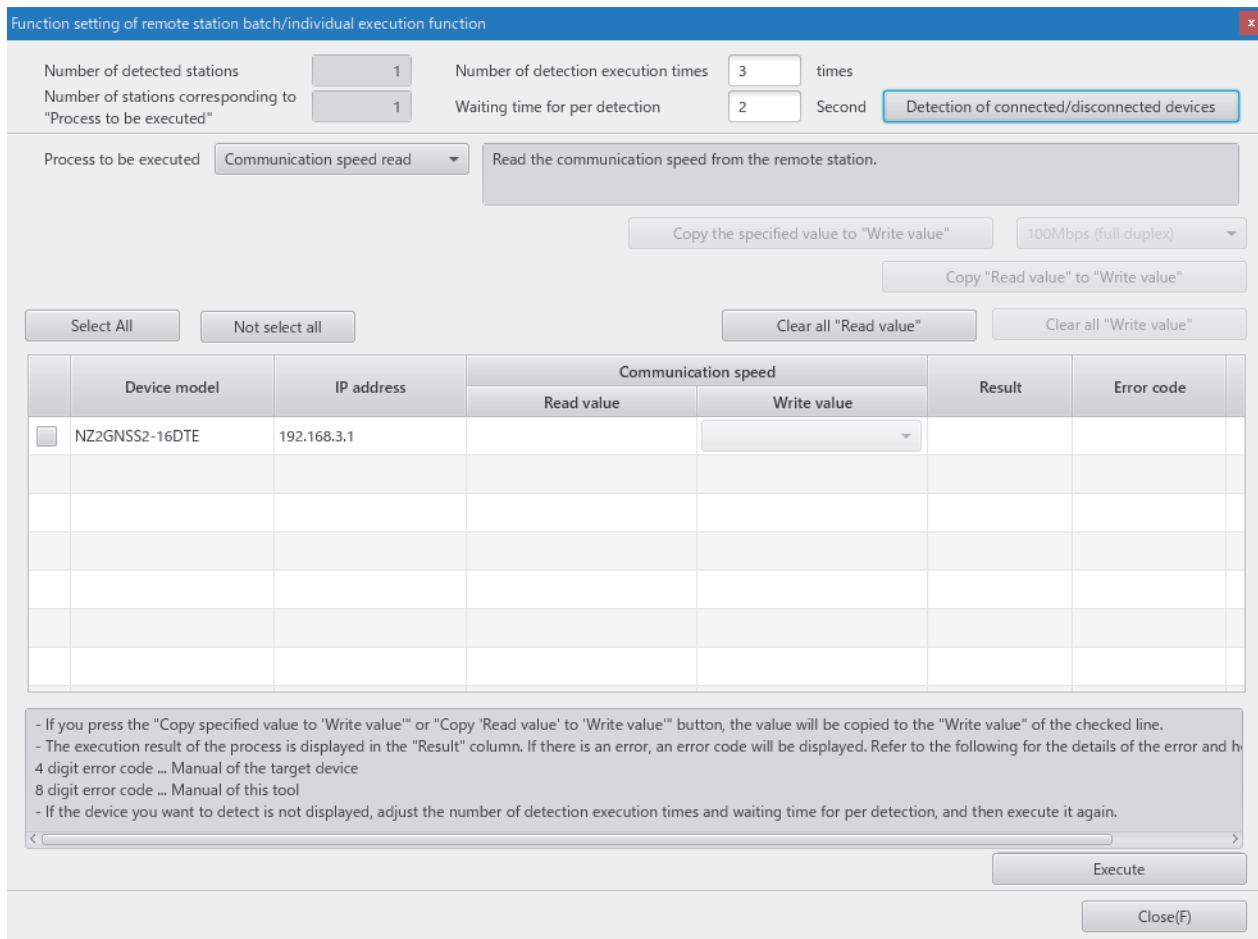 Function setting of remote station batch/individual execution function
x
Number of detected stations 1 Number of detection execution times 3 times
Number of stations corresponding to
"Process to be executed" 1 Waiting time for per detection 2 Second Detection of connected/disconnected devices
Process to be executed Communication speed read Read the communication speed from the remote station.
Copy the specified value to "Write value" 100Mbps (full duplex)
Copy "Read value" to "Write value"
Select All Not select all Clear all "Read value" Clear all "Write value"
Device model IP address Communication speed Result Error code
Read value Write value
NZ2GNSS2-16DTE 192.168.3.1
- If you press the "Copy specified value to 'Write value'" or "Copy 'Read value' to 'Write value'" button, the value will be copied to the "Write value" of the checked line.
- The execution result of the process is displayed in the "Result" column. If there is an error, an error code will be displayed. Refer to the following for the details of the error and
4 digit error code ... Manual of the target device
8 digit error code ... Manual of this tool
- If the device you want to detect is not displayed, adjust the number of detection execution times and waiting time for per detection, and then execute it again.
Execute
Close(F)